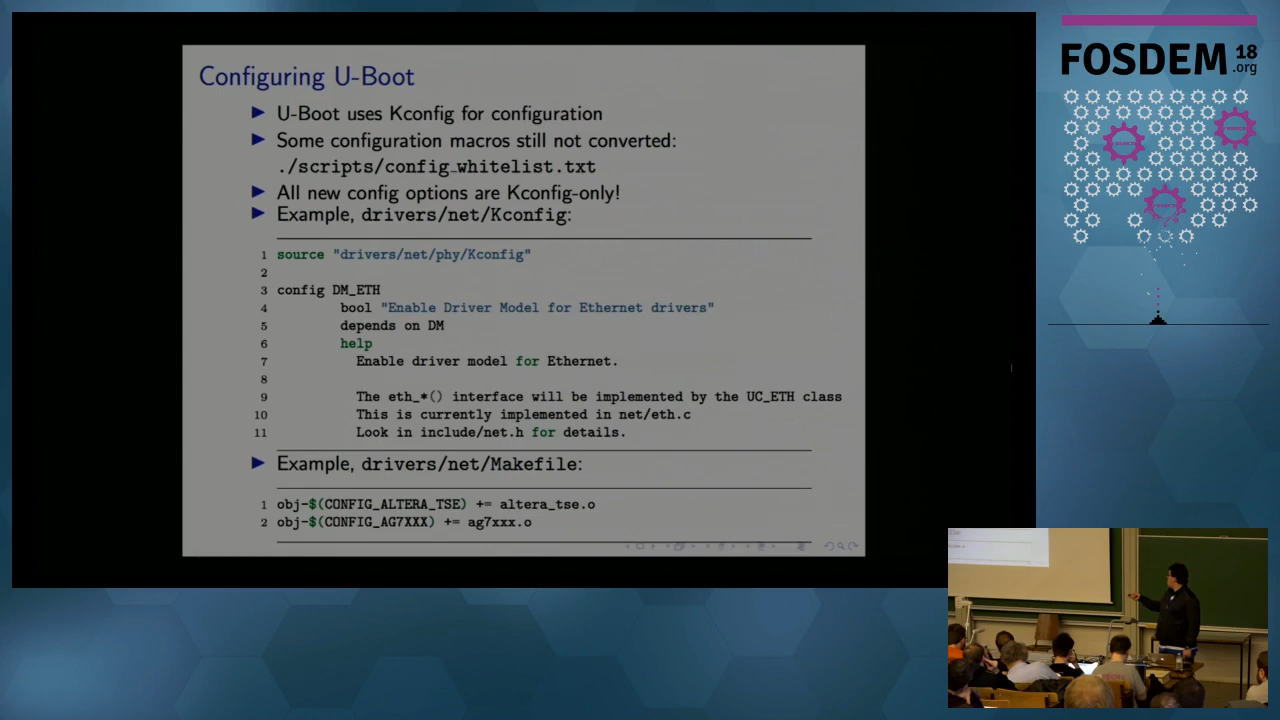 Configuring U-Boot
U-Boot uses Kconfig for configuration
Some configuration macros still not converted:
./scripts/config_whitelist.txt
All new config options are Kconfig-only!
Example, drivers/net/Kconfig:
1 source "drivers/net/phy/Kconfig"
2
3 config DM_ETH
4 bool "Enable Driver Model for Ethernet drivers"
5 depends on DM
6 help
7 Enable driver model for Ethernet.
8
9 The eth_*() interface will be implemented by the UC_ETH class
10 This is currently implemented in net/eth.c
11 Look in include/net.h for details.
Example, drivers/net/Makefile:
1 obj-$(CONFIG_ALTERA_TSE) += altera_tse.o
2 obj-$(CONFIG_AG7XXX) += ag7xxx.o
FOSDEM 18
.org